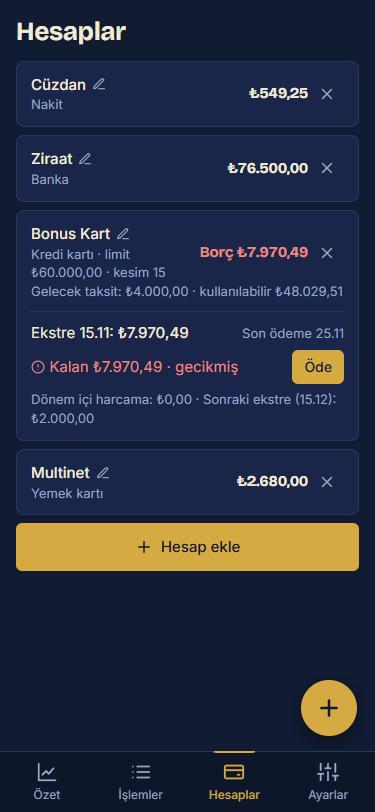 Hesaplar
Cüzdan
Nakit
₺549,25
Ziraat
Banka
₺76.500,00
Bonus Kart
Kredi kartı · limit
₺60.000,00 · kesim 15
Borç ₺7.970,49
Gelecek taksit: ₺4.000,00 · kullanılabilir ₺48.029,51
Ekstre 15.11: ₺7.970,49
Son ödeme 25.11
Kalan ₺7.970,49 · gecikmiş
Öde
Dönem içi harcama: ₺0,00 · Sonraki ekstre (15.12):
₺2.000,00
Multinet
Yemek kartı
₺2.680,00
Hesap ekle
Özet
İşlemler
Hesaplar
Ayarlar